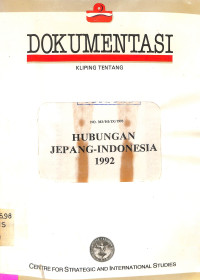 DOKUMENTASI
KLIPING TENTANG
HUBUNGAN
JEPANG-INDONESIA
1992
CENTRE FOR STRATEGIC AND INTERNATIONAL STUDIES